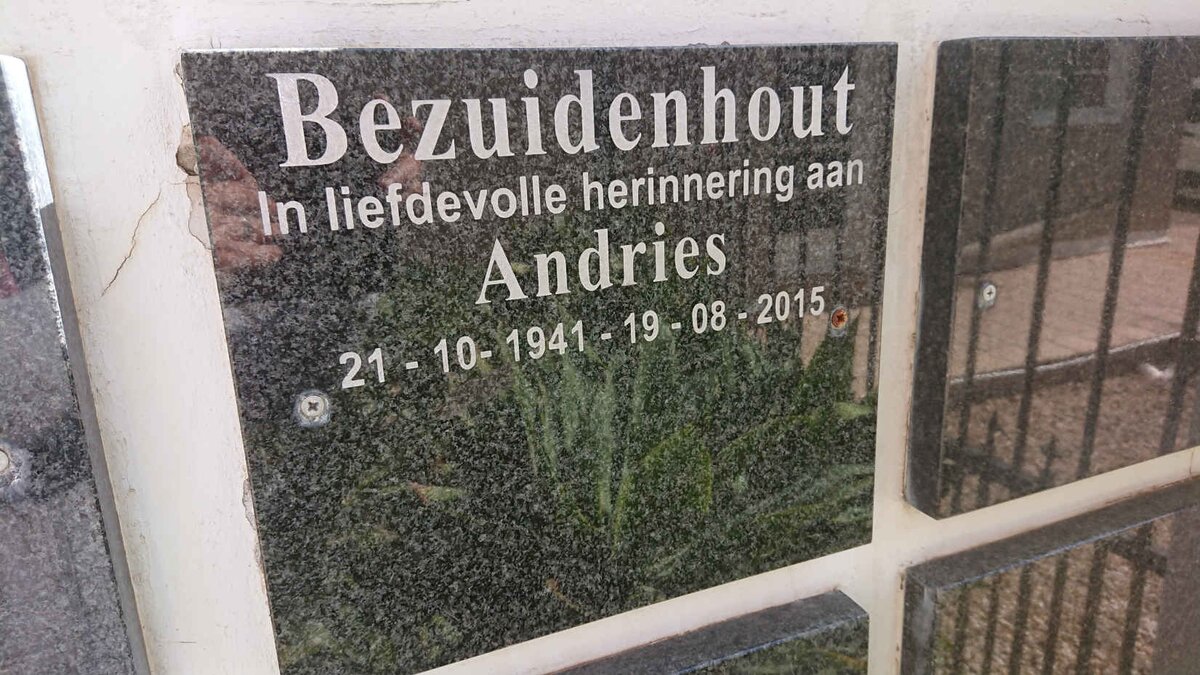 Bezuidenhout
In liefdevolle herinnering aan
Andries
21 - 10- 1941 - 19 - 08 - 2015